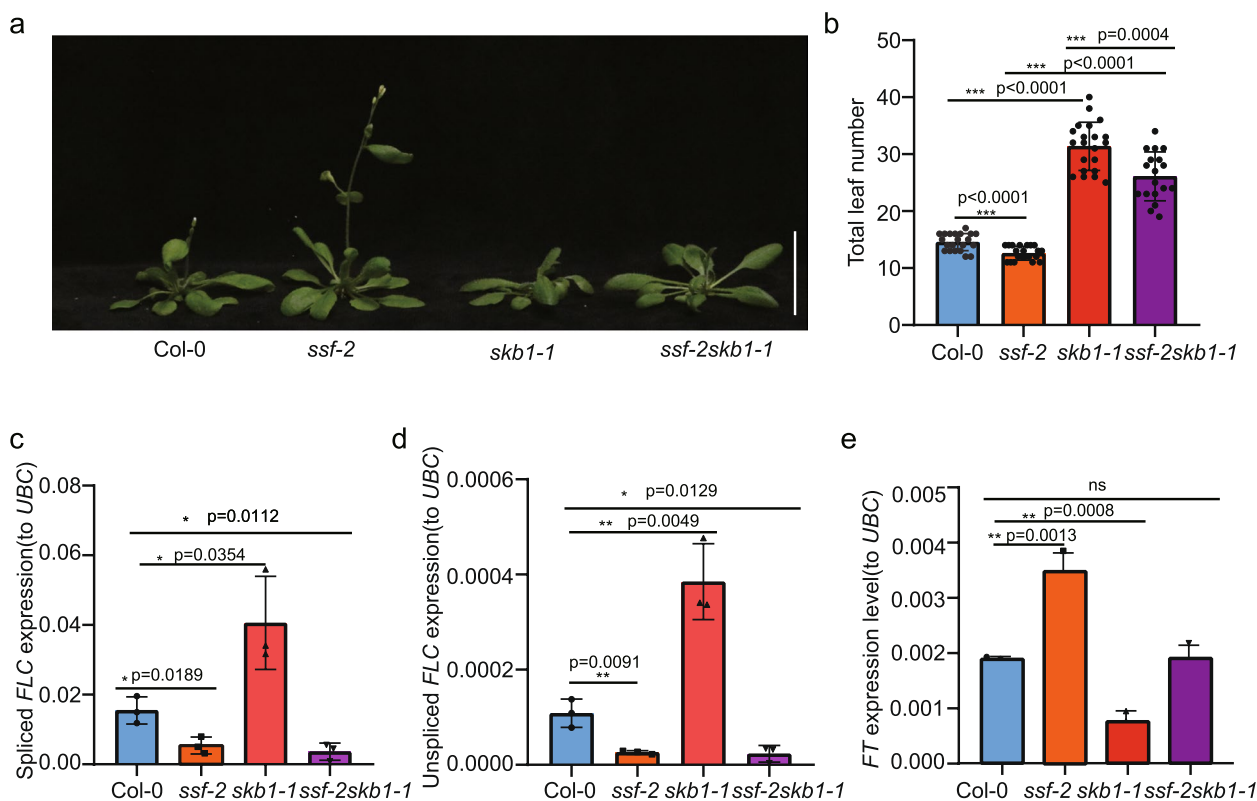 a
Col-0
ssf-2
skb1-1
ssf-2skb1-1
b
Total leaf number
50
40
30
20
10
0
*** p=0.0004
*** p<0.0001
*** p<0.0001
p<0.0001
***
Col-0 ssf-2 skb1-1 ssf-2skb1-1
c
Spliced FLC expression(to UBC)
0.08
0.06
0.04
0.02
0.00
* p=0.0112
* p=0.0354
* p=0.0189
Col-0 ssf-2 skb1-1 ssf-2skb1-1
d
Unspliced FLC expression(to UBC)
0.0006
0.0004
0.0002
0.0000
* p=0.0129
** p=0.0049
p=0.0091
**
Col-0 ssf-2 skb1-1 ssf-2skb1-1
e
FT expression level(to UBC)
0.005
0.004
0.003
0.002
0.001
0.000
ns
** p=0.0008
** p=0.0013
Col-0 ssf-2 skb1-1 ssf-2skb1-1